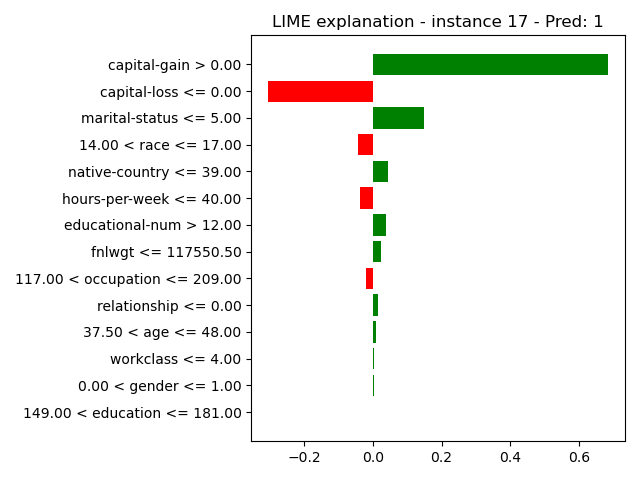 LIME explanation - instance 17 - Pred: 1
capital-gain > 0.00
capital-loss <= 0.00
marital-status <= 5.00
14.00 < race <= 17.00
native-country <= 39.00
hours-per-week <= 40.00
educational-num > 12.00
fnlwgt <= 117550.50
117.00 < occupation <= 209.00
relationship <= 0.00
37.50 < age <= 48.00
workclass <= 4.00
0.00 < gender <= 1.00
149.00 < education <= 181.00
−0.2 0.0 0.2 0.4 0.6